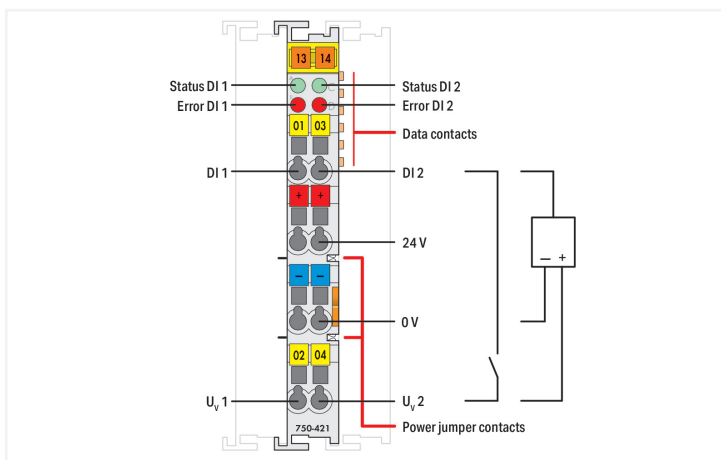 13 14
A C
Status DI 1 Status DI 2
Error DI 1 D Error DI 2
01 03
Data contacts
DI 1 DI 2
+ +
24 V
− +
− −
0 V
02 04
Uv 1 Uv 2
750-421 Power jumper contacts